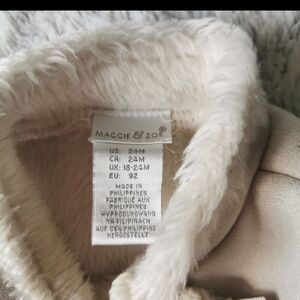 MAGGIE & ZOE
US: 24M
CA: 24M
UK: 18-24M
EU: 92
MADE IN
PHILIPPINES
FABRIQUE AUX
PHILIPPINES
WYPRODUKOWANO
NA FILIPINACH
AUF DEN PHILIPPINE
HERGESTELLT